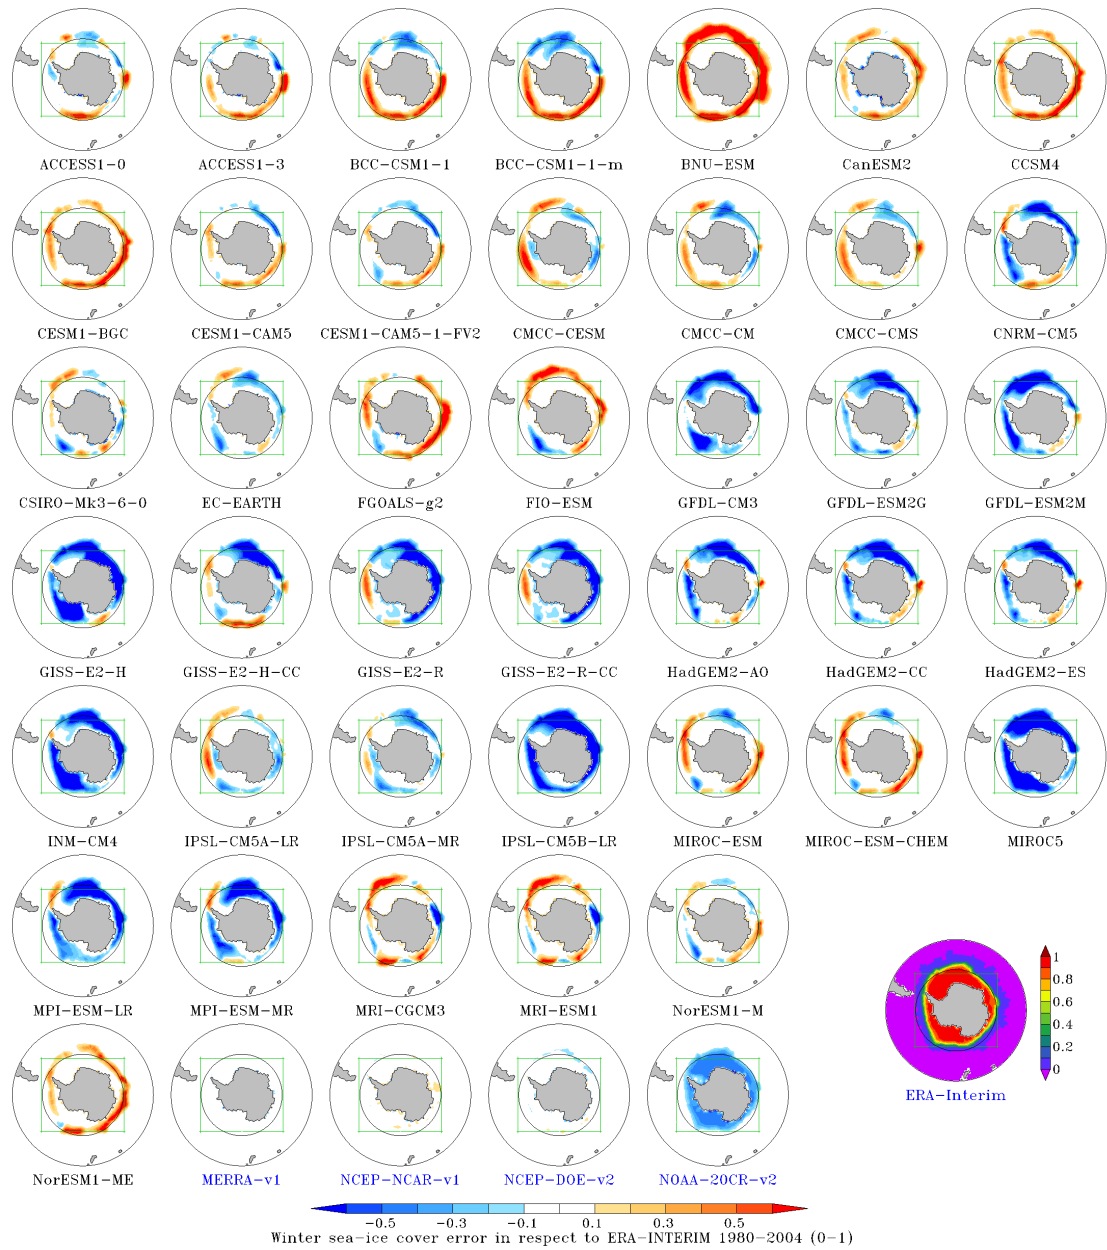 ACCESS1-0 ACCESS1-3 BCC-CSM1-1 BCC-CSM1-1-m BNU-ESM CanESM2 CCSM4
CESM1-BGC CESM1-CAM5 CESM1-CAM5-1-FV2 CMCC-CESM CMCC-CM CMCC-CMS CNRM-CM5
CSIRO-Mk3-6-0 EC-EARTH FGOALS-g2 FIO-ESM GFDL-CM3 GFDL-ESM2G GFDL-ESM2M
GISS-E2-H GISS-E2-H-CC GISS-E2-R GISS-E2-R-CC HadGEM2-AO HadGEM2-CC HadGEM2-ES
INM-CM4 IPSL-CM5A-LR IPSL-CM5A-MR IPSL-CM5B-LR MIROC-ESM MIROC-ESM-CHEM MIROC5
MPI-ESM-LR MPI-ESM-MR MRI-CGCM3 MRI-ESM1 NorESM1-M
1
0.8
0.6
0.4
0.2
0
ERA-Interim
NorESM1-ME MERRA-v1 NCEP-NCAR-v1 NCEP-DOE-v2 NOAA-20CR-v2
-0.5 -0.3 -0.1 0.1 0.3 0.5
Winter sea-ice cover error in respect to ERA-INTERIM 1980-2004 (0-1)